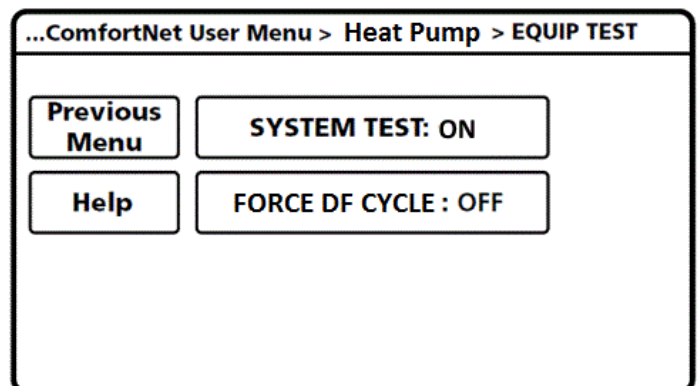 ...ComfortNet User Menu > Heat Pump > EQUIP TEST
Previous
Menu
SYSTEM TEST: ON
Help
FORCE DF CYCLE : OFF